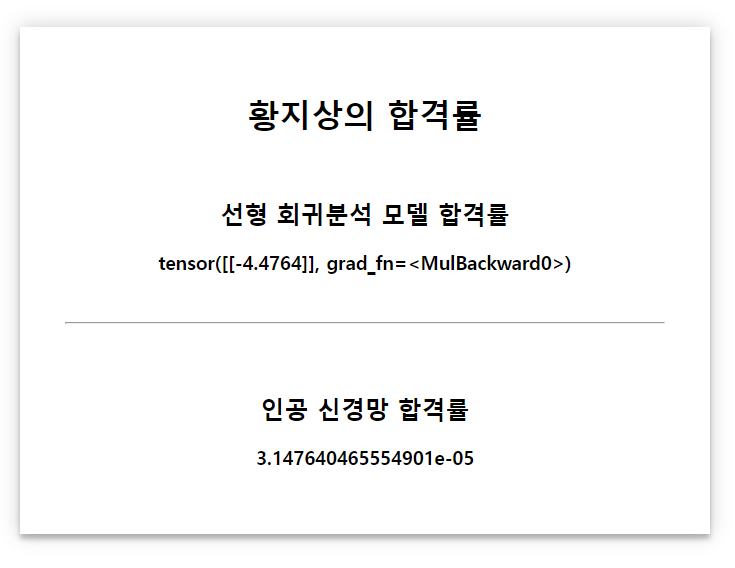 황지상의 합격률
선형 회귀분석 모델 합격률
tensor([[-4.4764]], grad_fn=<MulBackward0>)
인공 신경망 합격률
3.147640465554901e-05